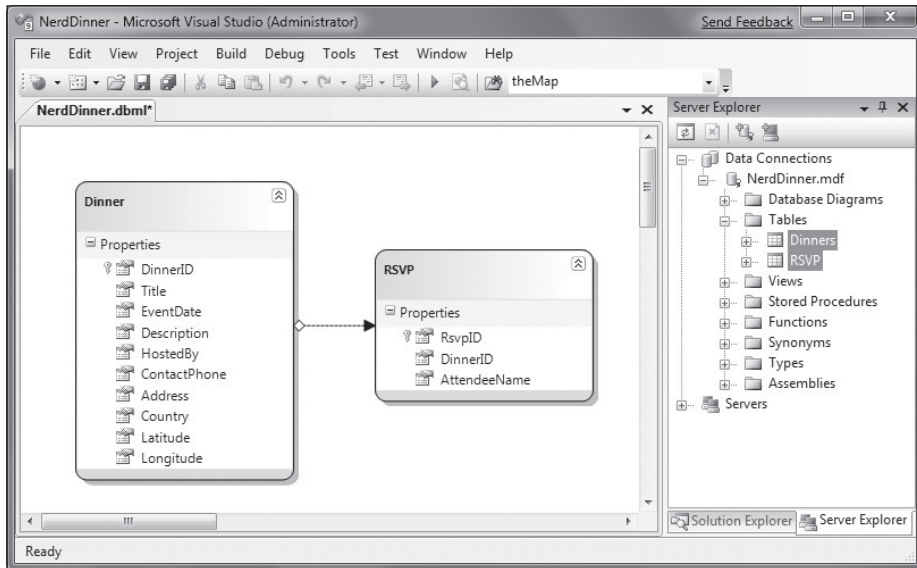 NerdDinner - Microsoft Visual Studio (Administrator)
Send Feedback
File Edit View Project Build Debug Tools Test Window Help
theMap
NerdDinner.dbml*
Dinner
Properties
DinnerID
Title
EventDate
Description
HostedBy
ContactPhone
Address
Country
Latitude
Longitude
RSVP
Properties
RsvpID
DinnerID
AttendeeName
Server Explorer
Data Connections
NerdDinner.mdf
Database Diagrams
Tables
Dinners
RSVP
Views
Stored Procedures
Functions
Synonyms
Types
Assemblies
Servers
Solution Explorer Server Explorer
Ready